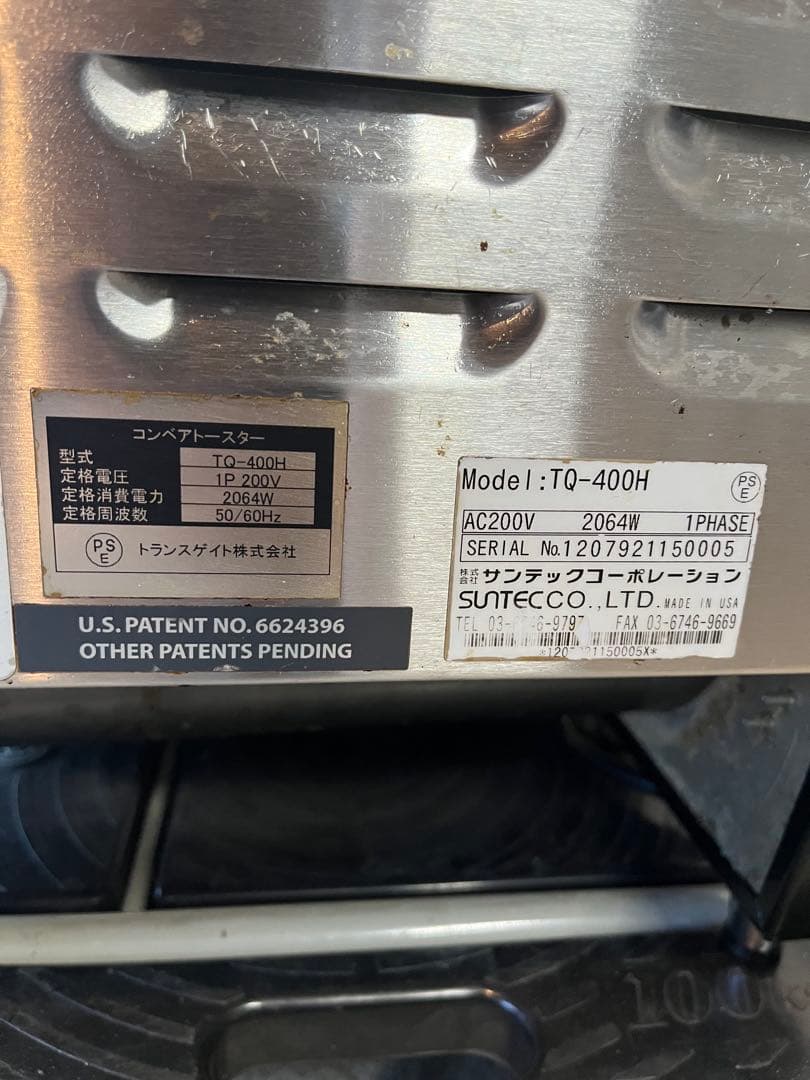 コンベアトースター
型式 TQ-400H
定格電圧 1P 200V
定格消費電力 2064W
定格周波数 50/60Hz
PS E トランスゲイト株式会社
U.S. PATENT NO. 6624396
OTHER PATENTS PENDING
Model:TQ-400H PS E
AC200V 2064W 1PHASE
SERIAL No.1207921150005
株式会社 サンテックコーポレーション
SUNTEC CO.,LTD. MADE IN USA
TEL FAX 03-6746-9669
100